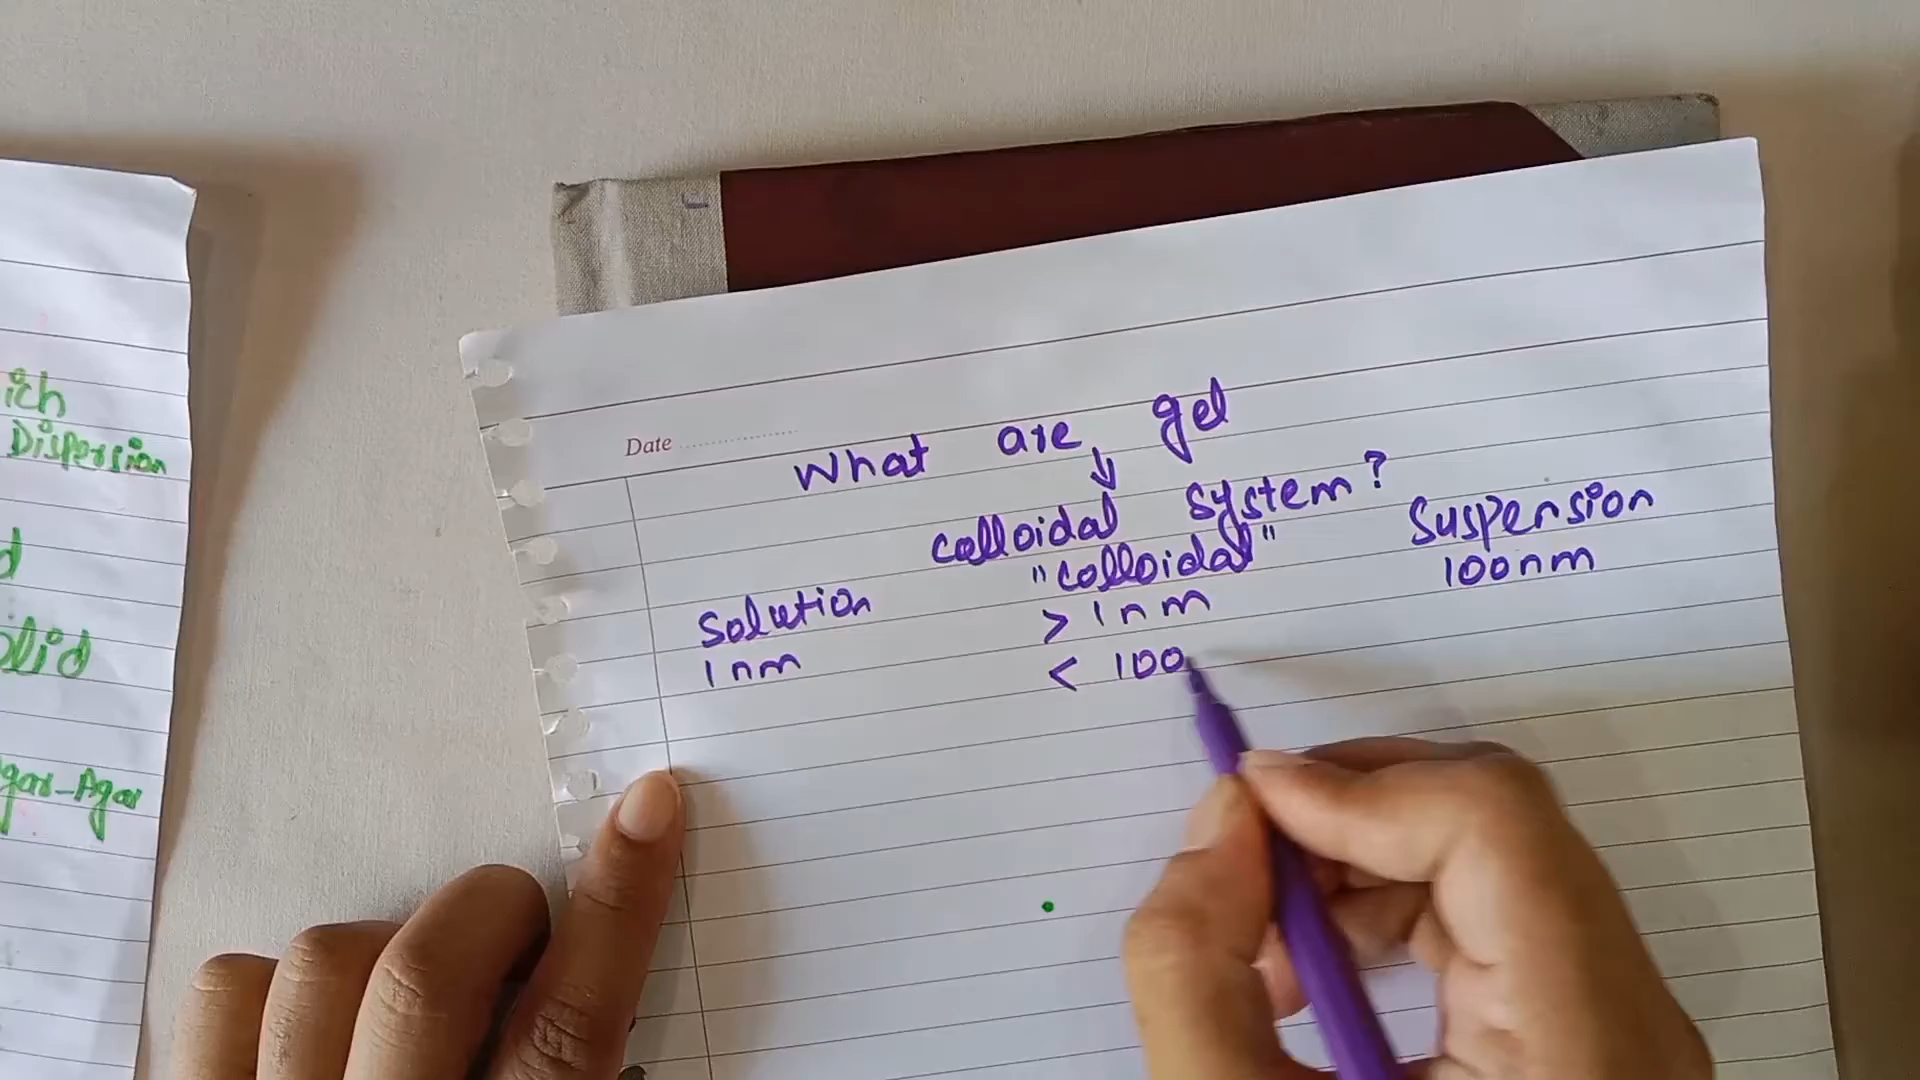 ich
Dispersion
d
olid
gar-Agar
Date
What are gel
colloidal system?
Solution "colloidal" Suspension
1nm > 1nm 100nm
< 100